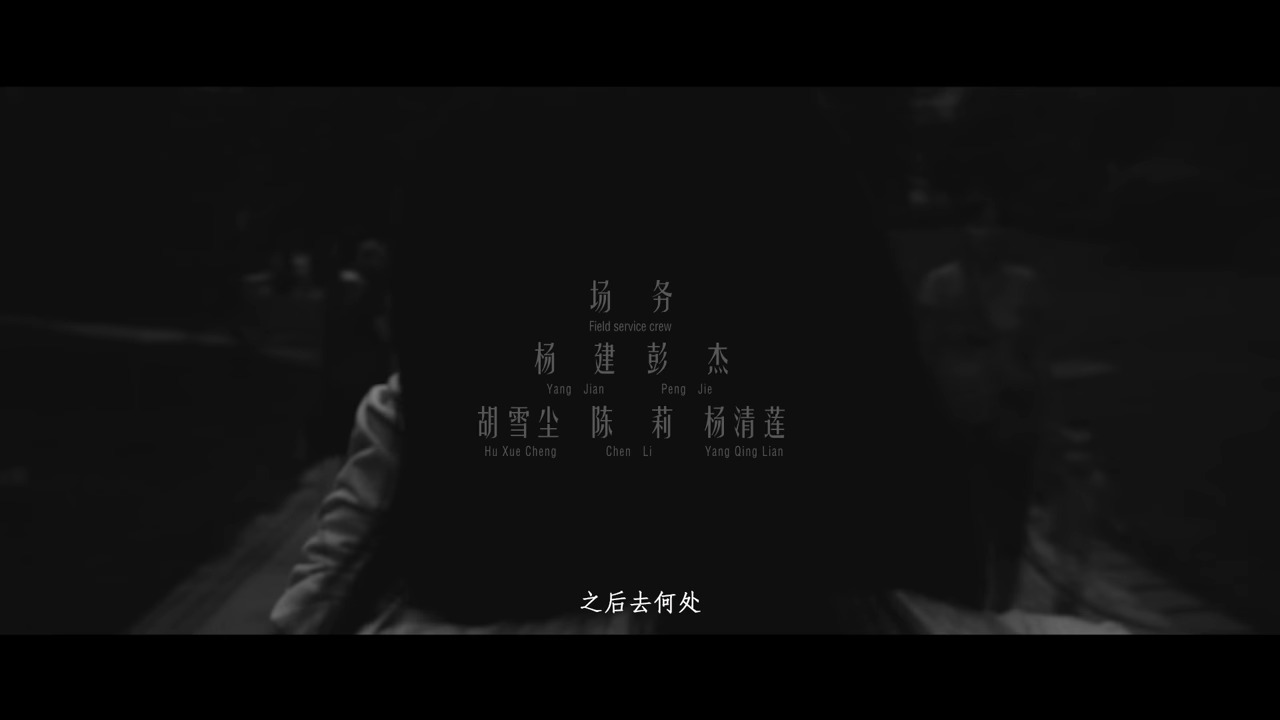 场 务
Field service crew
杨 建 彭 杰
Yang Jian Peng Jie
胡雪尘 陈 莉 杨清莲
Hu Xue Cheng Chen Li Yang Qing Lian
之后去何处